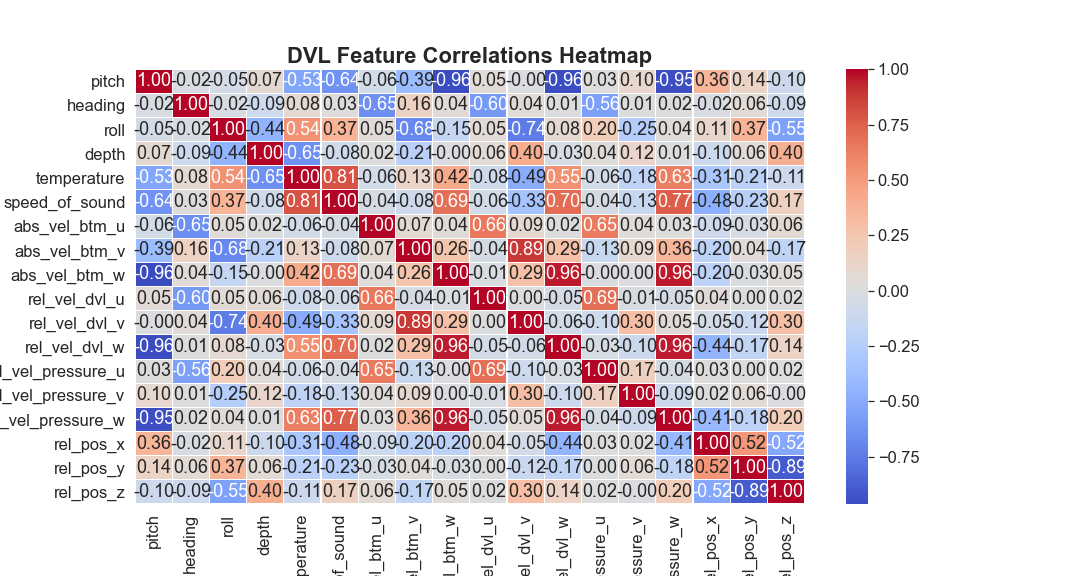 DVL Feature Correlations Heatmap
pitch 1.00 -0.02 -0.05 0.07 -0.53 -0.64 -0.06 -0.39 -0.96 0.05 -0.00 -0.96 0.03 0.10 -0.95 0.36 0.14 -0.10
heading -0.02 1.00 -0.02 -0.09 0.08 0.03 -0.65 0.16 0.04 -0.60 0.04 0.01 -0.56 0.01 0.02 -0.02 0.06 -0.09
roll -0.05 -0.02 1.00 -0.44 0.54 0.37 0.05 -0.68 -0.15 0.05 -0.74 0.08 0.20 -0.25 0.04 0.11 0.37 -0.55
depth 0.07 -0.09 -0.44 1.00 -0.65 -0.08 0.02 -0.21 -0.00 0.06 0.40 -0.03 0.04 0.12 0.01 -0.10 0.06 0.40
temperature -0.53 0.08 0.54 -0.65 1.00 0.81 -0.06 0.13 0.42 -0.08 -0.49 0.55 -0.06 -0.18 0.63 -0.31 -0.21 -0.11
speed_of_sound -0.64 0.03 0.37 -0.08 0.81 1.00 -0.04 -0.08 0.69 -0.06 -0.33 0.70 -0.04 -0.13 0.77 -0.48 -0.23 0.17
abs_vel_btm_u -0.06 -0.65 0.05 0.02 -0.06 -0.04 1.00 0.07 0.04 0.66 0.09 0.02 0.65 0.04 0.03 -0.09 -0.03 0.06
abs_vel_btm_v -0.39 0.16 -0.68 -0.21 0.13 -0.08 0.07 1.00 0.26 -0.04 0.89 0.29 -0.13 0.09 0.36 -0.20 0.04 -0.17
abs_vel_btm_w -0.96 0.04 -0.15 -0.00 0.42 0.69 0.04 0.26 1.00 -0.01 0.29 0.96 -0.00 0.00 0.96 -0.20 -0.03 0.05
rel_vel_dvl_u 0.05 -0.60 0.05 0.06 -0.08 -0.06 0.66 -0.04 -0.01 1.00 0.00 -0.05 0.69 -0.01 -0.05 0.04 0.00 0.02
rel_vel_dvl_v -0.00 0.04 -0.74 0.40 -0.49 -0.33 0.09 0.89 0.29 0.00 1.00 -0.06 -0.10 0.30 0.05 -0.05 -0.12 0.30
rel_vel_dvl_w -0.96 0.01 0.08 -0.03 0.55 0.70 0.02 0.29 0.96 -0.05 -0.06 1.00 -0.03 -0.10 0.96 -0.44 -0.17 0.14
l_vel_pressure_u 0.03 -0.56 0.20 0.04 -0.06 -0.04 0.65 -0.13 -0.00 0.69 -0.10 -0.03 1.00 0.17 -0.04 0.03 0.00 0.02
l_vel_pressure_v 0.10 0.01 -0.25 0.12 -0.18 -0.13 0.04 0.09 0.00 -0.01 0.30 -0.10 0.17 1.00 -0.09 0.02 0.06 -0.00
_vel_pressure_w -0.95 0.02 0.04 0.01 0.63 0.77 0.03 0.36 0.96 -0.05 0.05 0.96 -0.04 -0.09 1.00 -0.41 -0.18 0.20
rel_pos_x 0.36 -0.02 0.11 -0.10 -0.31 -0.48 -0.09 -0.20 -0.20 0.04 -0.05 -0.44 0.03 0.02 -0.41 1.00 0.52 -0.52
rel_pos_y 0.14 0.06 0.37 0.06 -0.21 -0.23 -0.03 0.04 -0.03 0.00 -0.12 -0.17 0.00 0.06 -0.18 0.52 1.00 -0.89
rel_pos_z -0.10 -0.09 -0.55 0.40 -0.11 0.17 0.06 -0.17 0.05 0.02 0.30 0.14 0.02 -0.00 0.20 -0.52 -0.89 1.00
pitch
heading
roll
depth
perature
of_sound
el_btm_u
el_btm_v
l_btm_w
el_dvl_u
el_dvl_v
el_dvl_w
ssure_u
ssure_v
ssure_w
el_pos_x
el_pos_y
el_pos_z
1.00
0.75
0.50
0.25
0.00
−0.25
−0.50
−0.75